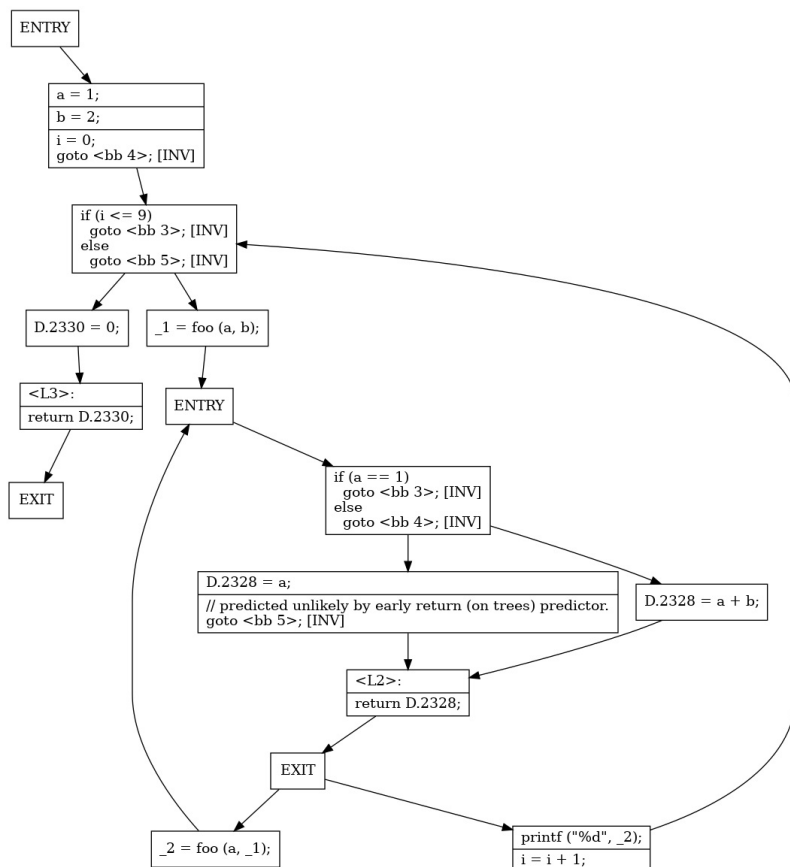 ENTRY
a = 1;
b = 2;
i = 0;
goto <bb 4>; [INV]
if (i <= 9)
goto <bb 3>; [INV]
else
goto <bb 5>; [INV]
D.2330 = 0;
_1 = foo (a, b);
<L3>:
return D.2330;
ENTRY
EXIT
if (a == 1)
goto <bb 3>; [INV]
else
goto <bb 4>; [INV]
D.2328 = a;
// predicted unlikely by early return (on trees) predictor.
goto <bb 5>; [INV]
D.2328 = a + b;
<L2>:
return D.2328;
EXIT
_2 = foo (a, _1);
printf ("%d", _2);
i = i + 1;